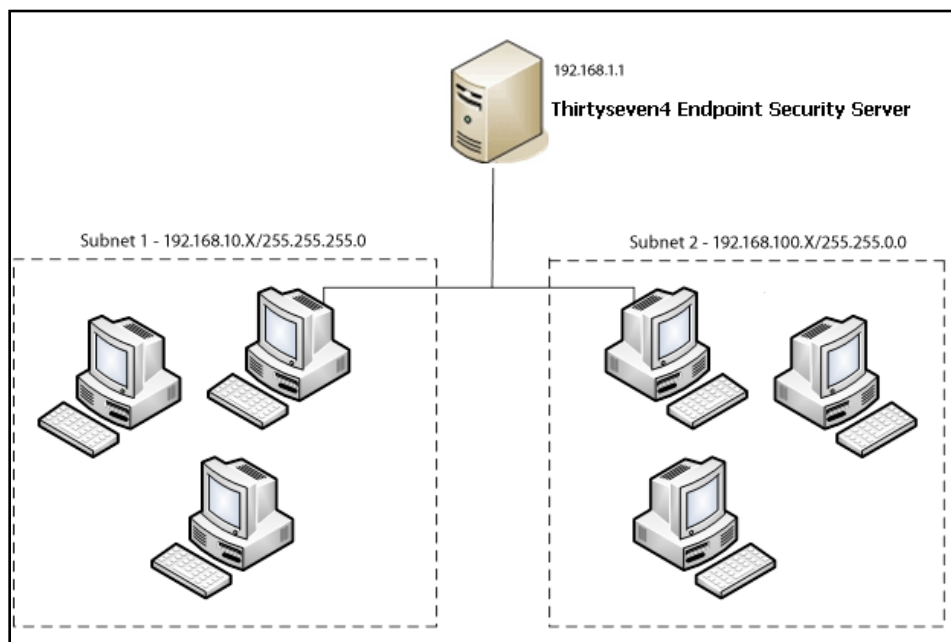 192.168.1.1
Thirtyseven4 Endpoint Security Server
Subnet 1 - 192.168.10.X/255.255.255.0
Subnet 2 - 192.168.100.X/255.255.0.0